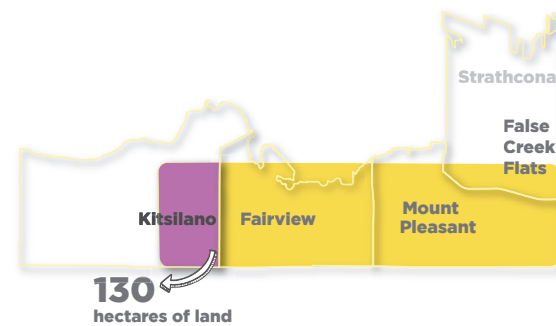 Strathcona
False
Creek
Flats
Kitsilano
Fairview
Mount
Pleasant
130
hectares of land